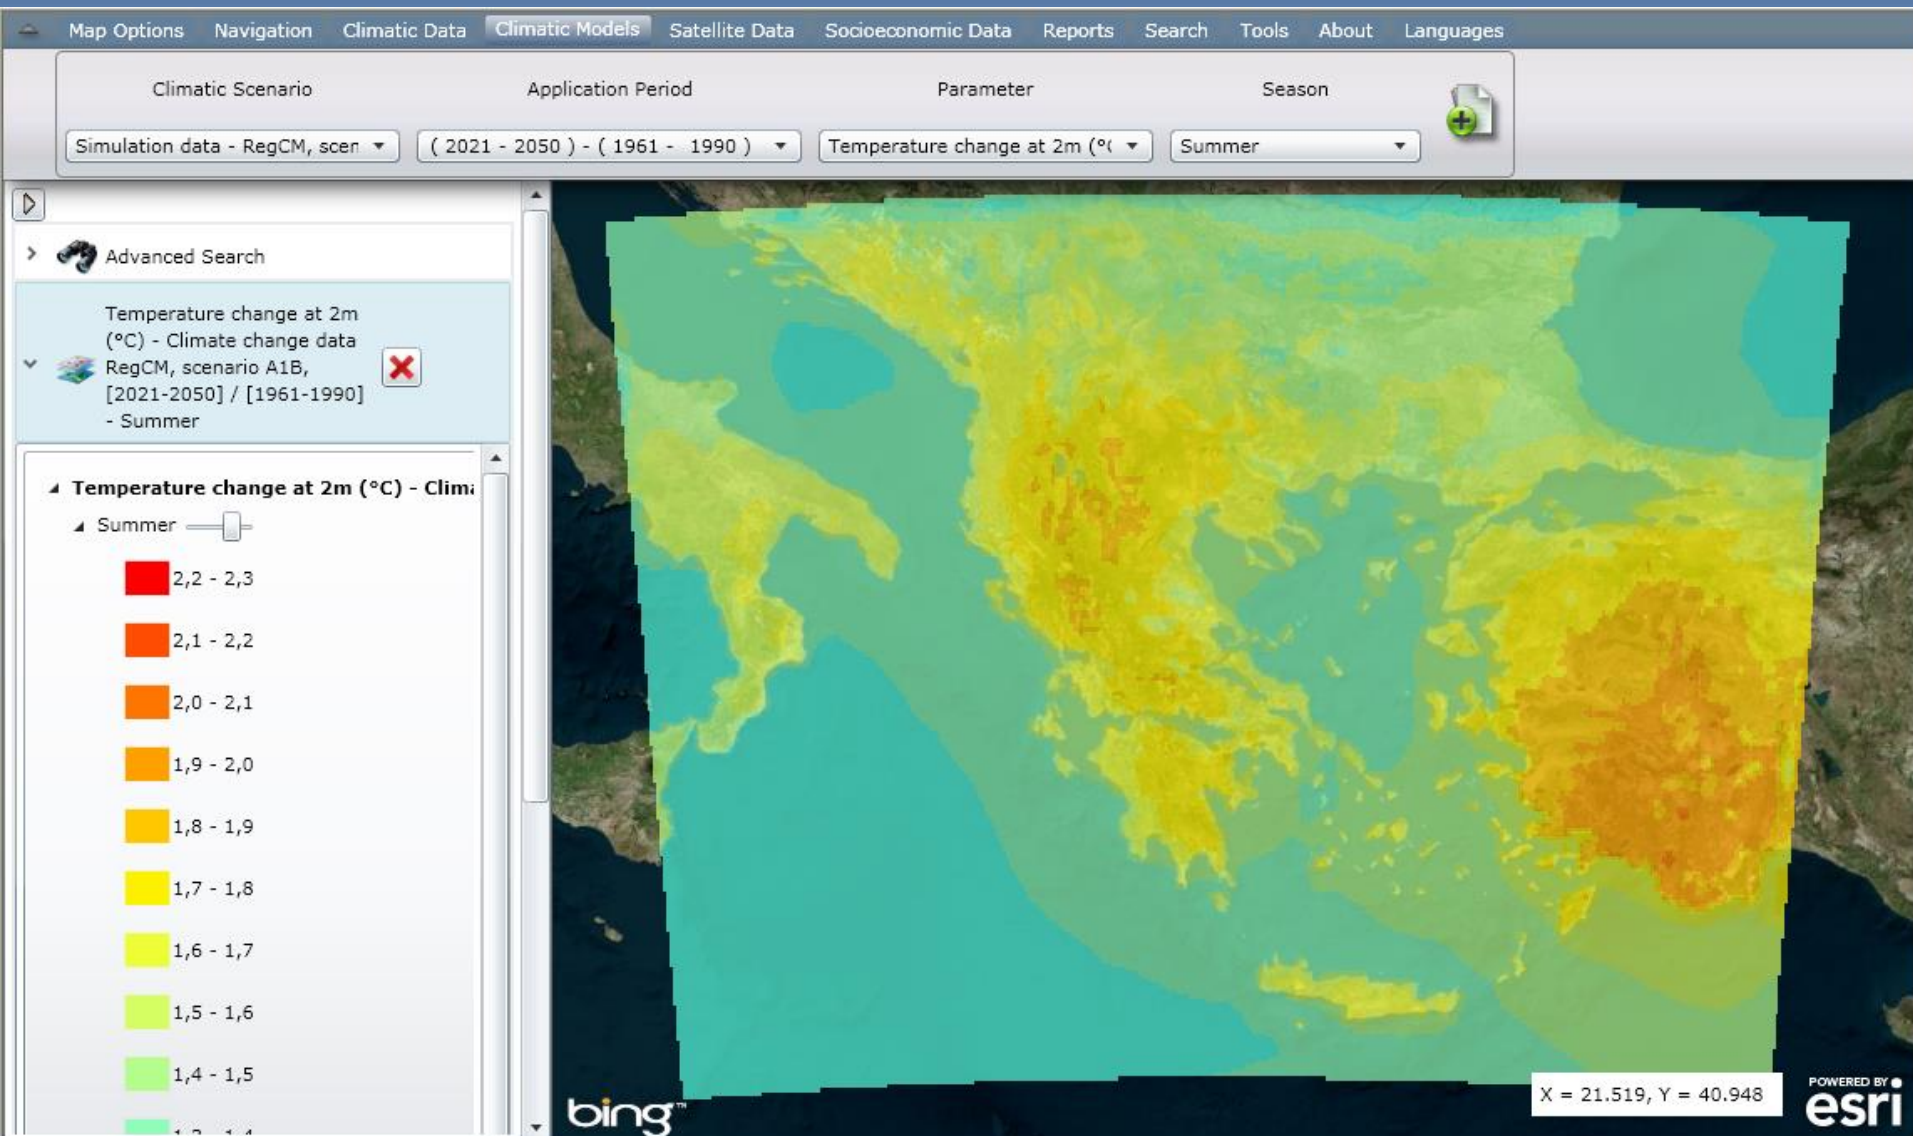 Map Options Navigation Climatic Data Climatic Models Satellite Data Socioeconomic Data Reports Search Tools About Languages
Climatic Scenario Application Period Parameter Season
Simulation data - RegCM, scen ( 2021 - 2050 ) - ( 1961 - 1990 ) Temperature change at 2m (°( Summer
Advanced Search
Temperature change at 2m
(°C) - Climate change data
RegCM, scenario A1B,
[2021-2050] / [1961-1990]
- Summer
Temperature change at 2m (°C) - Clima
Summer
2,2 - 2,3
2,1 - 2,2
2,0 - 2,1
1,9 - 2,0
1,8 - 1,9
1,7 - 1,8
1,6 - 1,7
1,5 - 1,6
1,4 - 1,5
bing™
X = 21.519, Y = 40.948
POWERED BY
esri